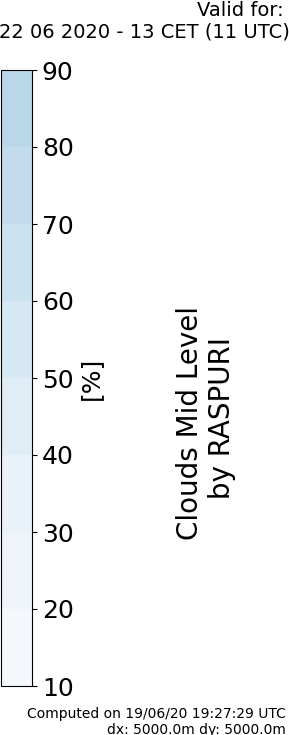 Valid for:
22 06 2020 - 13 CET (11 UTC)
90
80
70
60
50
40
30
20
10
[%]
Clouds Mid Level
by RASPURI
Computed on 19/06/20 19:27:29 UTC
dx: 5000.0m dy: 5000.0m